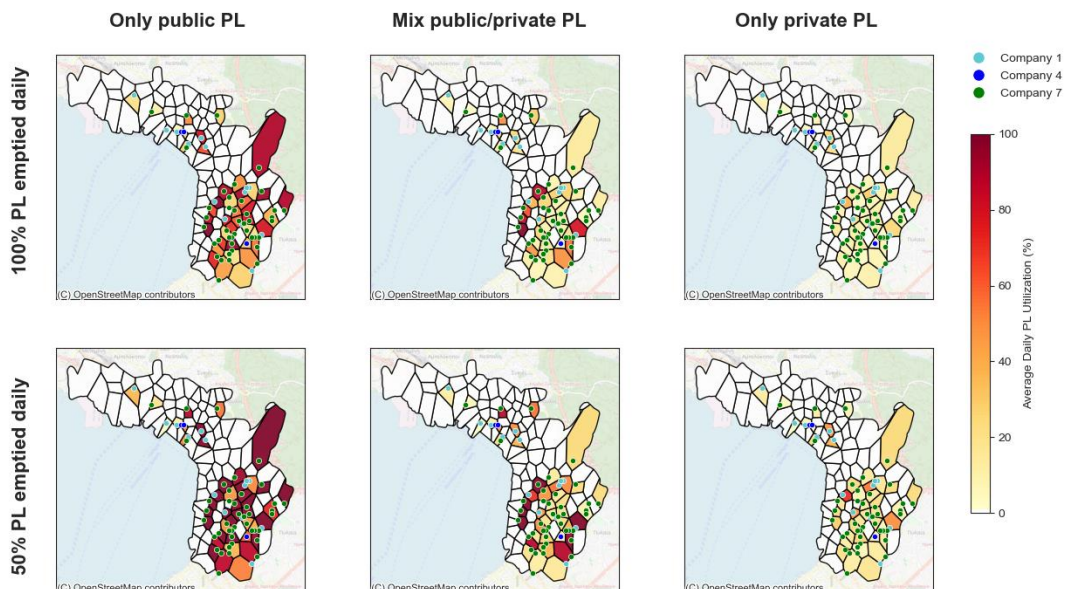 Only public PL
Mix public/private PL
Only private PL
100% PL emptied daily
Company 1
Company 4
Company 7
(C) OpenStreetMap contributors
(C) OpenStreetMap contributors
(C) OpenStreetMap contributors
100
80
60
40
20
0
Average Daily PL Utilization (%)
50% PL emptied daily
(C) OpenStreetMap contributors
(C) OpenStreetMap contributors
(C) OpenStreetMap contributors